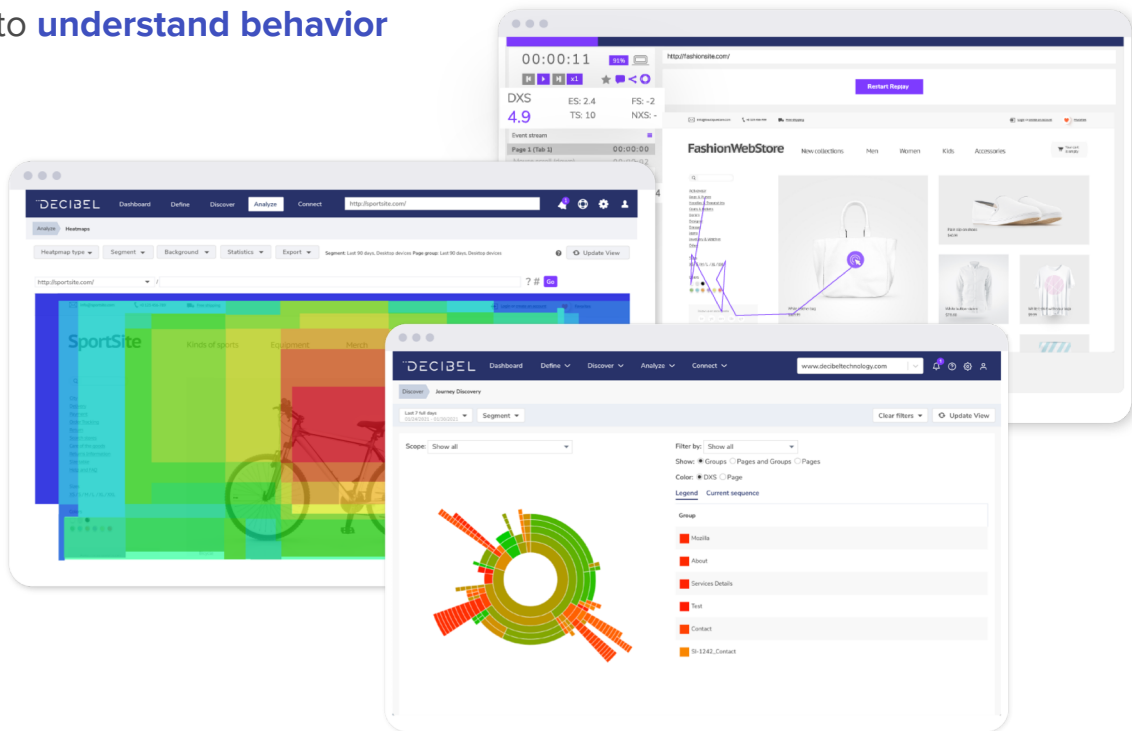 to understand behavior
00:00:11 91% http://fashionsite.com/
x1
Restart Replay
DXS ES: 2.4 FS: -2
4.9 TS: 10 NXS: -
Event stream
Page 1 (Tab 1) 00:00:00
FashionWebStore New collections Men Women Kids Accessories
DECIBEL Dashboard Define Discover Analyze Connect http://sportsite.com/
Analyze Heatmaps
Heatpmap type Segment Background Statistics Export Segment: Last 90 days, Desktop devices Page group: Last 90 days, Desktop devices Update View
http://sportsite.com/ / ? # Go
SportSite Kinds of sports Equipment Merch
DECIBEL Dashboard Define Discover Analyze Connect www.decibeltechnology.com 1
Discover Journey Discovery
Last 7 full days
Segment Clear filters Update View
Scope: Show all Filter by: Show all
Show: Groups Pages and Groups Pages
Color: DXS Page
Legend Current sequence
Group
Mozilla
About
Services Details
Test
Contact
SI-1242_Contact